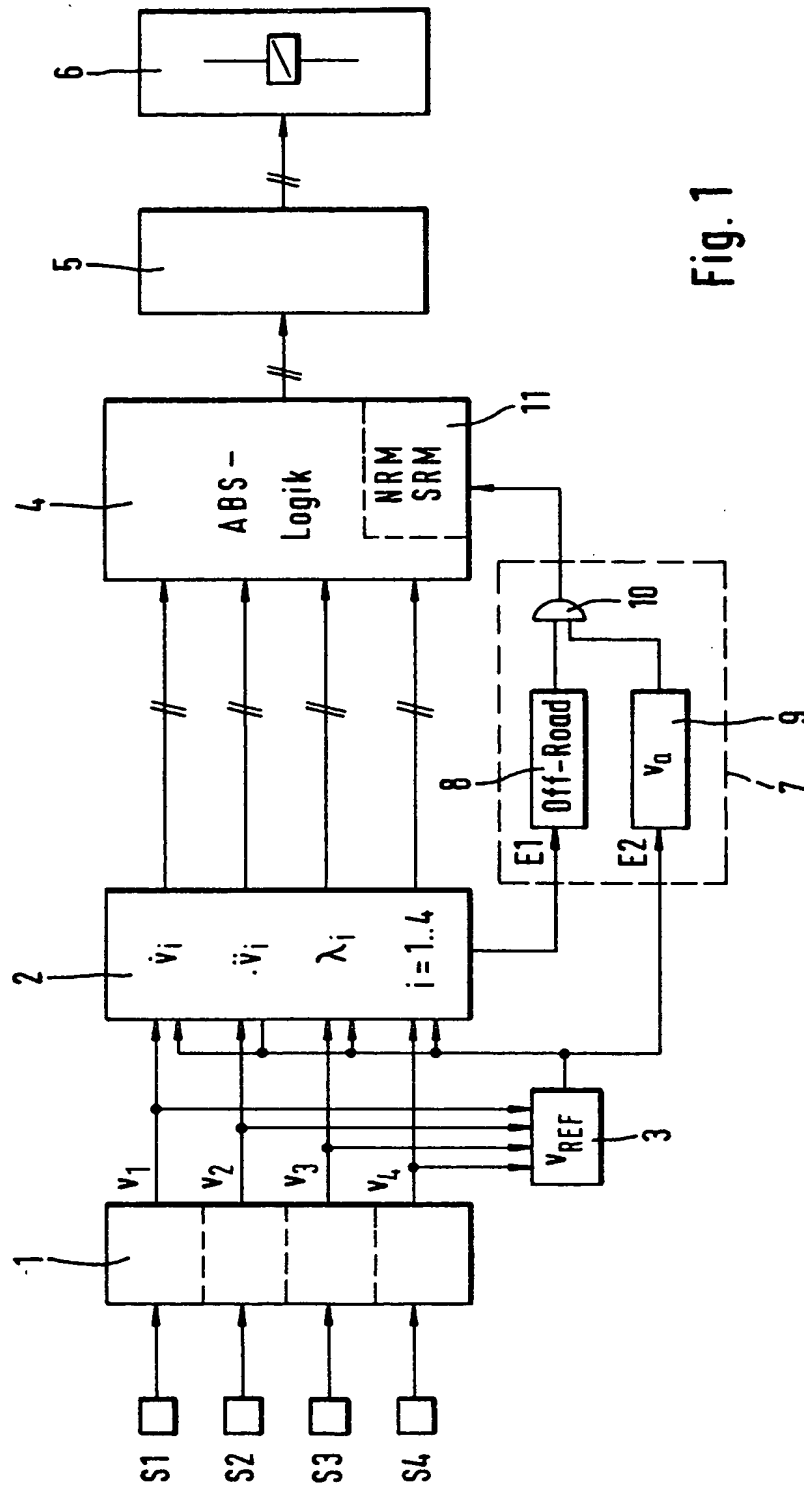 S1
S2
S3
S4
1
v₁
v₂
v₃
v₄
v_REF
3
2
v̇ᵢ
v̈ᵢ
λᵢ
i = 1..4
E1
E2
8
Off-Road
vₐ
9
7
10
4
ABS-
Logik
NRM
SRM
11
5
6
Fig. 1